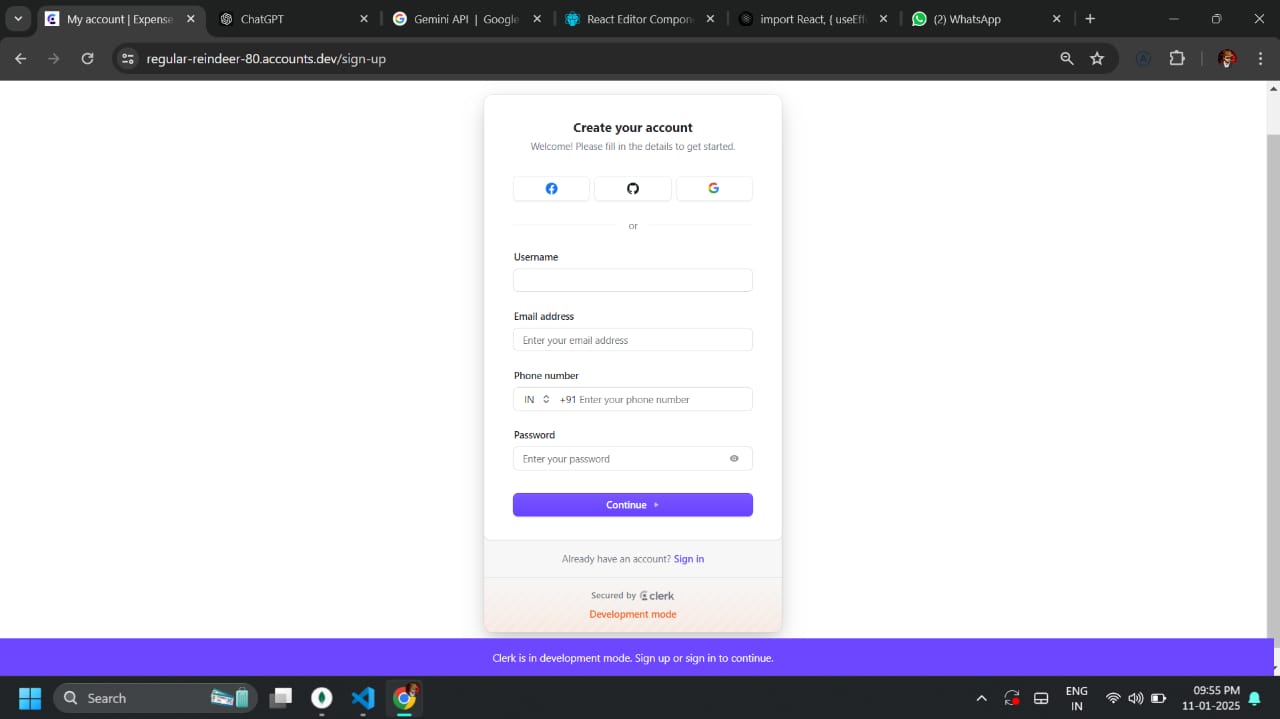 My account | Expense
ChatGPT
Gemini API | Google
React Editor Compon
import React, { useEff
(2) WhatsApp
regular-reindeer-80.accounts.dev/sign-up
Create your account
Welcome! Please fill in the details to get started.
or
Username
Email address
Enter your email address
Phone number
IN +91 Enter your phone number
Password
Enter your password
Continue
Already have an account? Sign in
Secured by clerk
Development mode
Clerk is in development mode. Sign up or sign in to continue.
Search
ENG
IN
09:55 PM
11-01-2025